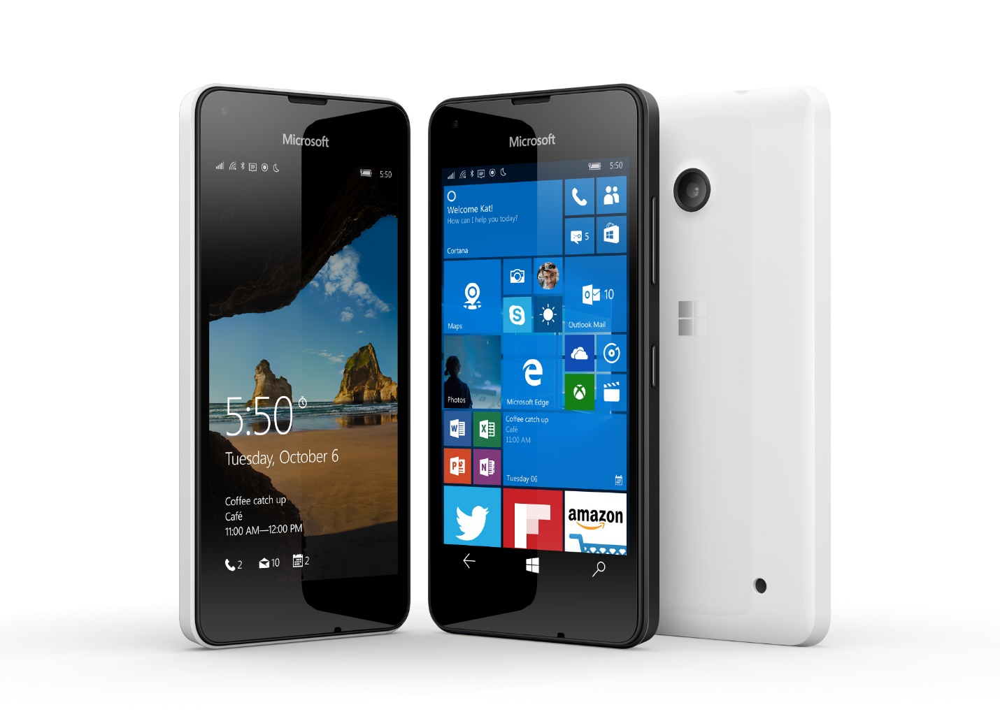 Microsoft
5:50
5:50
Tuesday, October 6
Coffee catch up
Café
11:00 AM—12:00 PM
2
10
2
Microsoft
5:50
Welcome Kat!
How can I help you today?
Cortana
5
Maps
S
10
Outlook Mail
Photos
Microsoft Edge
W
X
P
N
Coffee catch up
Café
11:00 AM
Tuesday 06
amazon